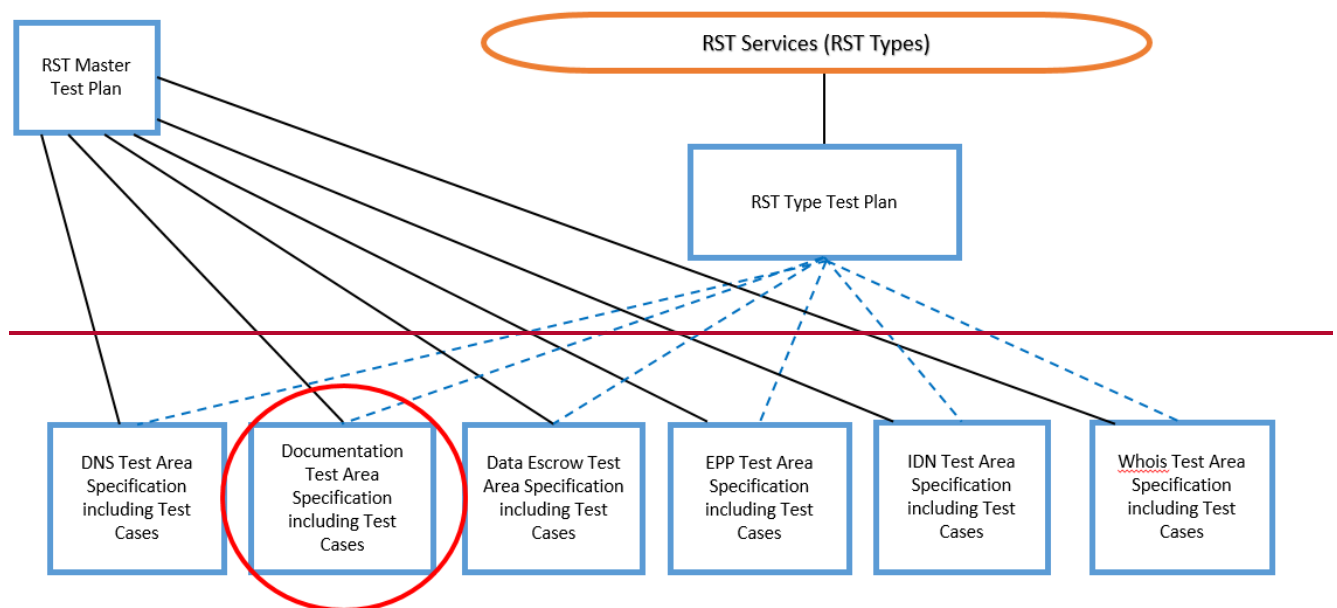 RST Services (RST Types)
RST Master
Test Plan
RST Type Test Plan
DNS Test Area
Specification
including Test
Cases
Documentation
Test Area
Specification
including Test
Cases
Data Escrow Test
Area Specification
including Test
Cases
EPP Test Area
Specification
including Test
Cases
IDN Test Area
Specification
including Test
Cases
Whois Test Area
Specification
including Test
Cases